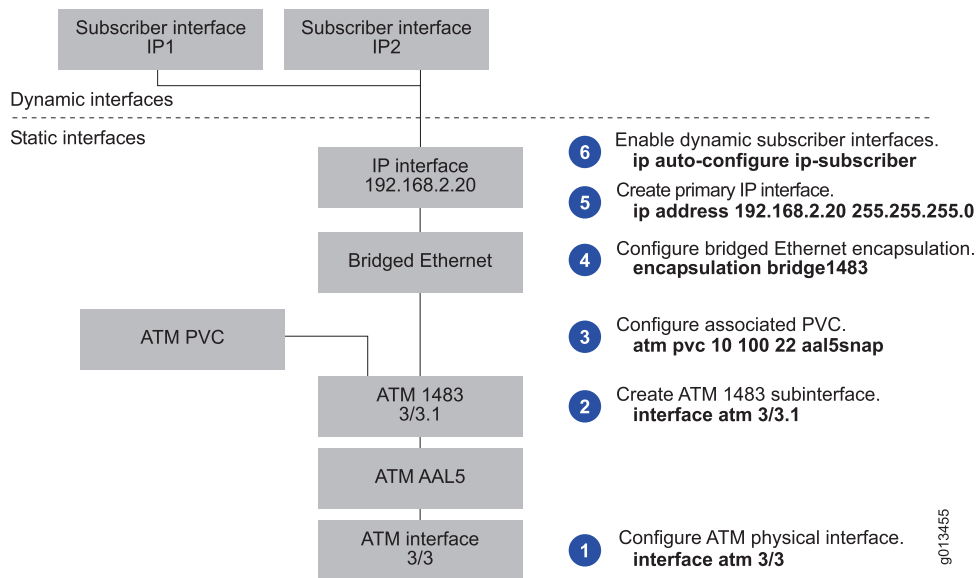 Subscriber interface
IP1
Subscriber interface
IP2
Dynamic interfaces
Static interfaces
IP interface
192.168.2.20
6
Enable dynamic subscriber interfaces.
ip auto-configure ip-subscriber
5
Create primary IP interface.
ip address 192.168.2.20 255.255.255.0
Bridged Ethernet
4
Configure bridged Ethernet encapsulation.
encapsulation bridge1483
ATM PVC
3
Configure associated PVC.
atm pvc 10 100 22 aal5snap
ATM 1483
3/3.1
2
Create ATM 1483 subinterface.
interface atm 3/3.1
ATM AAL5
ATM interface
3/3
1
Configure ATM physical interface.
interface atm 3/3
g013455